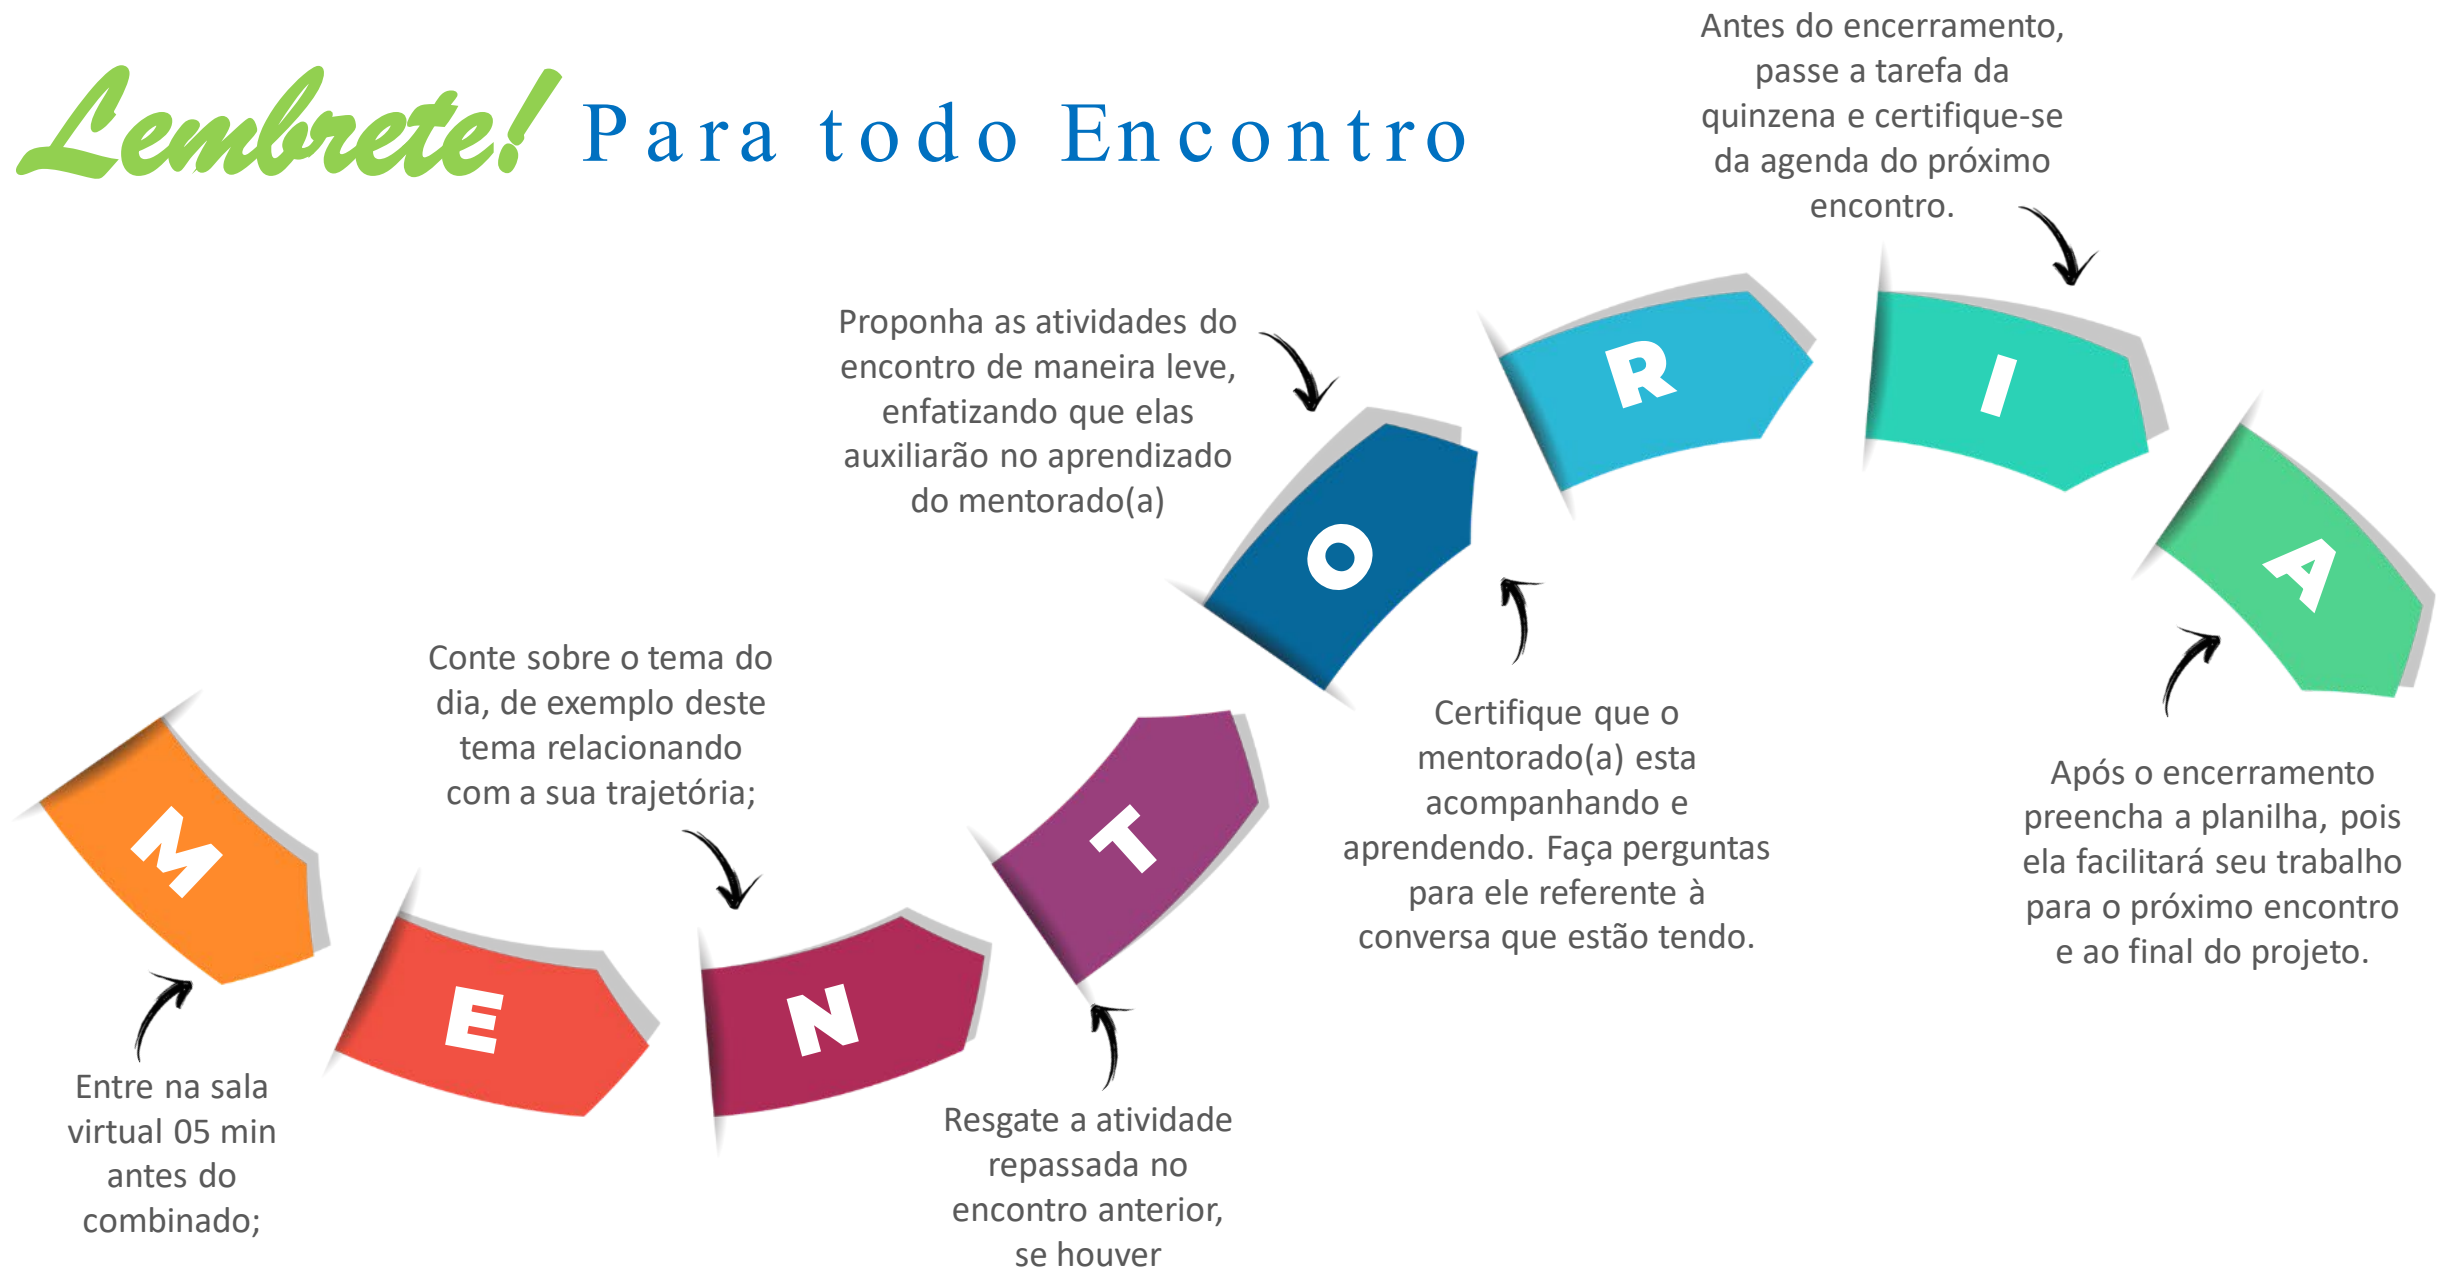 Lembrete! Para todo Encontro
Antes do encerramento,
passe a tarefa da
quinzena e certifique-se
da agenda do próximo
encontro.
Proponha as atividades do
encontro de maneira leve,
enfatizando que elas
auxiliarão no aprendizado
do mentorado(a)
Conte sobre o tema do
dia, de exemplo deste
tema relacionando
com a sua trajetória;
M
E
N
T
O
R
I
A
Certifique que o
mentorado(a) esta
acompanhando e
aprendendo. Faça perguntas
para ele referente à
conversa que estão tendo.
Após o encerramento
preencha a planilha, pois
ela facilitará seu trabalho
para o próximo encontro
e ao final do projeto.
Entre na sala
virtual 05 min
antes do
combinado;
Resgate a atividade
repassada no
encontro anterior,
se houver